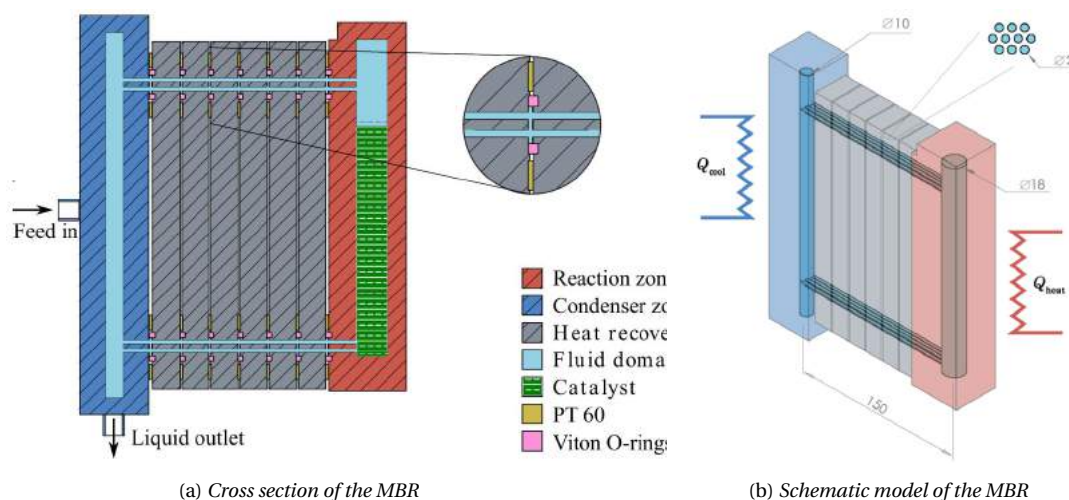 Feed in
Liquid outlet
Reaction zon
Condenser zo
Heat recove
Fluid doma
Catalyst
PT 60
Viton O-rings
(a) Cross section of the MBR
Ø10
Ø2
Q cool
Ø18
Q heat
150
(b) Schematic model of the MBR